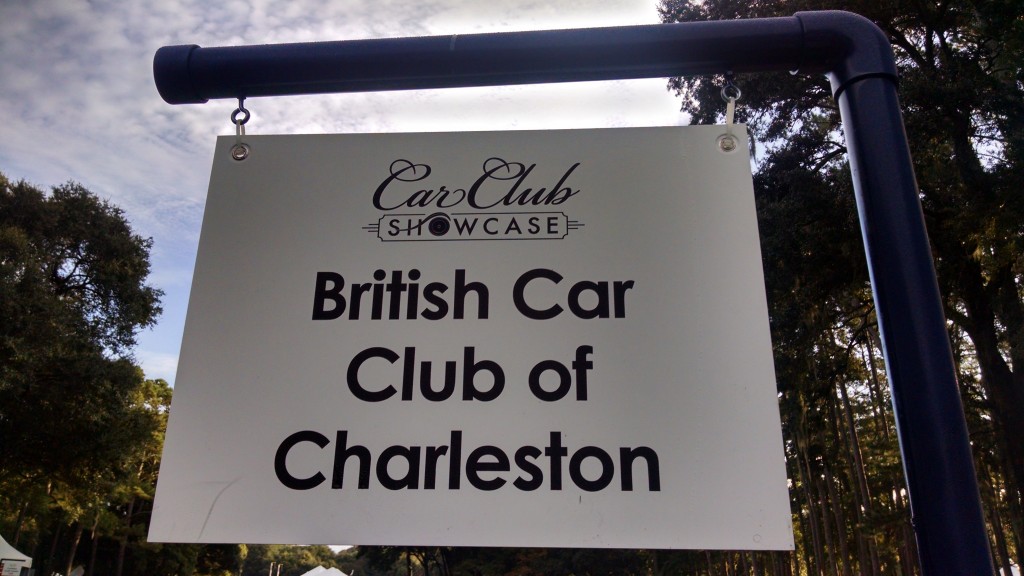 Car Club
SHOWCASE
British Car
Club of
Charleston